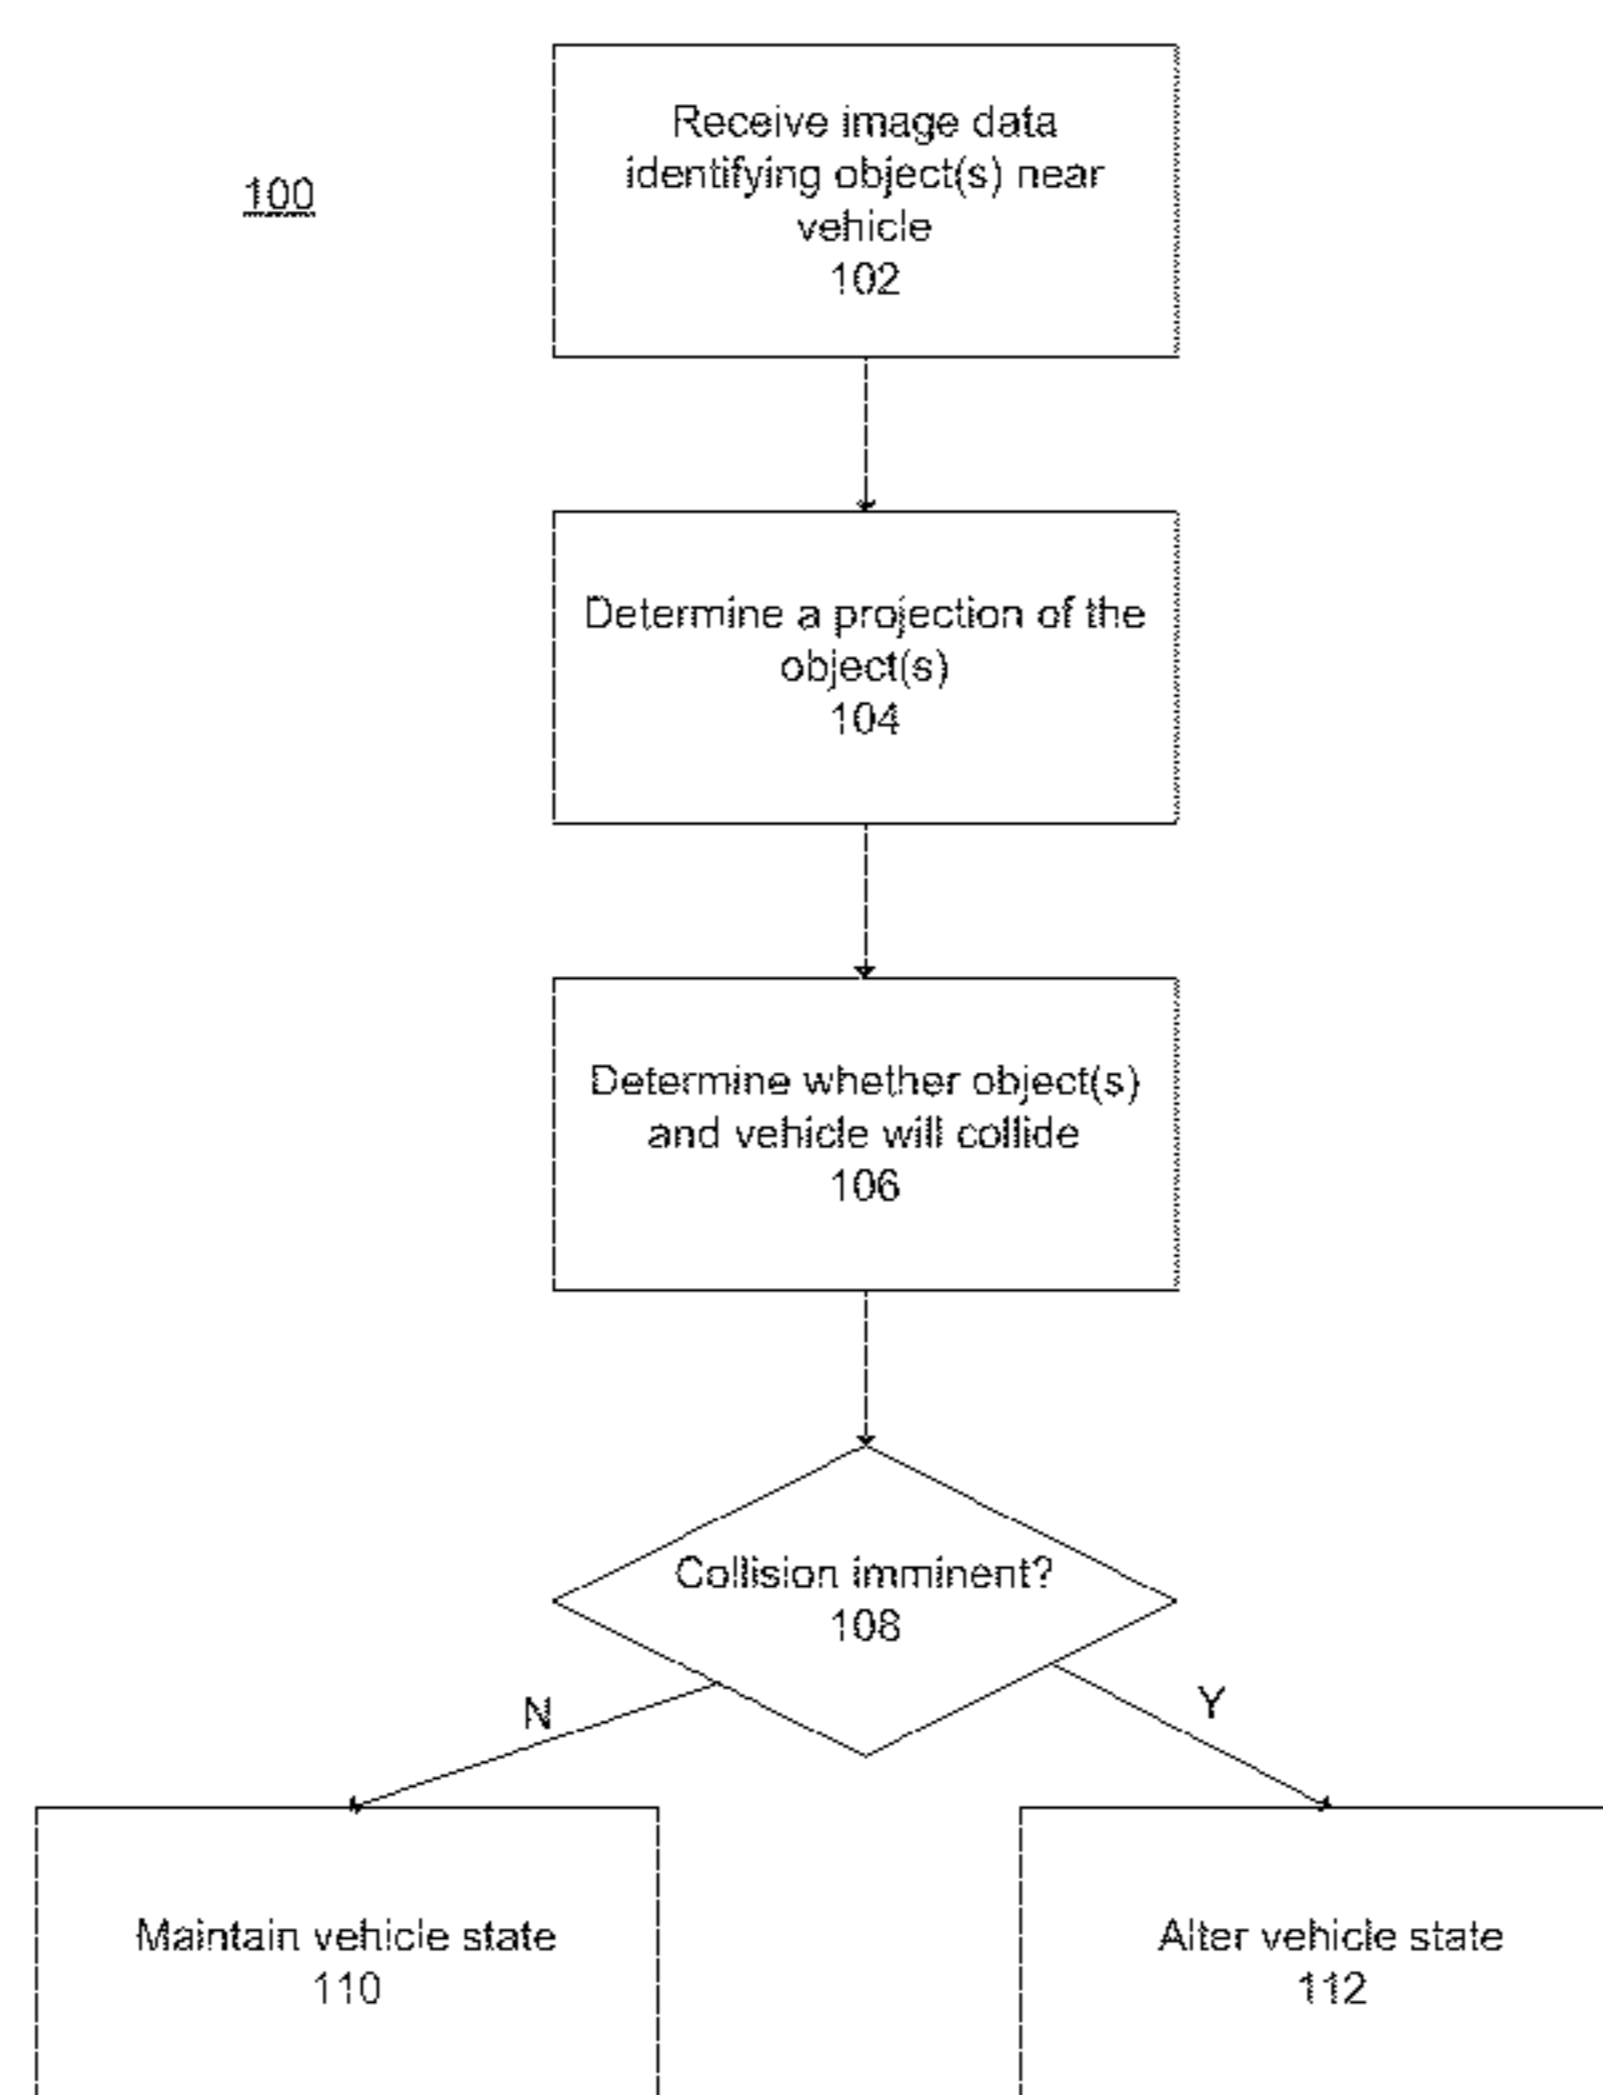 Receive image data
identifying object(s) near
vehicle
102
100
Determine a projection of the
object(s)
104
Determine whether object(s)
and vehicle will collide
106
Collision imminent?
108
N
Y
Maintain vehicle state
110
Alter vehicle state
112